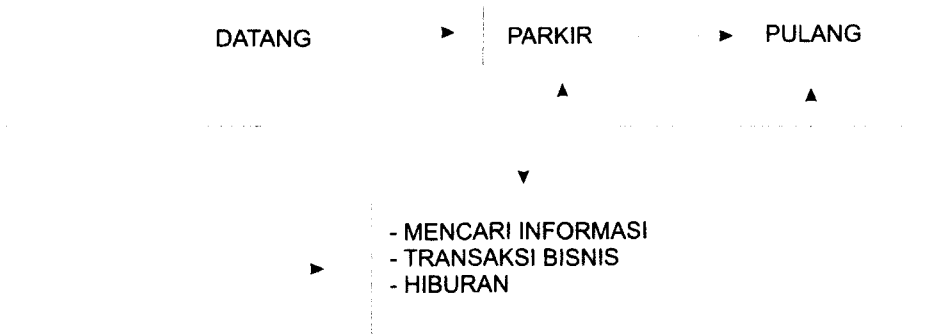 DATANG PARKIR PULANG
- MENCARI INFORMASI
- TRANSAKSI BISNIS
- HIBURAN